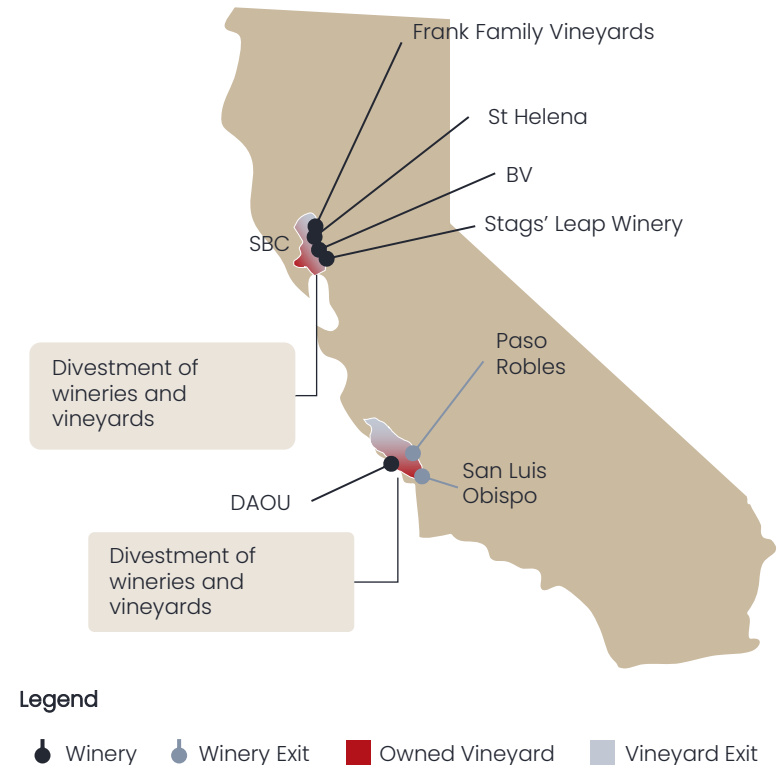 Frank Family Vineyards
St Helena
BV
Stags’ Leap Winery
SBC
Divestment of
wineries and
vineyards
Paso
Robles
San Luis
Obispo
DAOU
Divestment of
wineries and
vineyards
Legend
Winery
Winery Exit
Owned Vineyard
Vineyard Exit